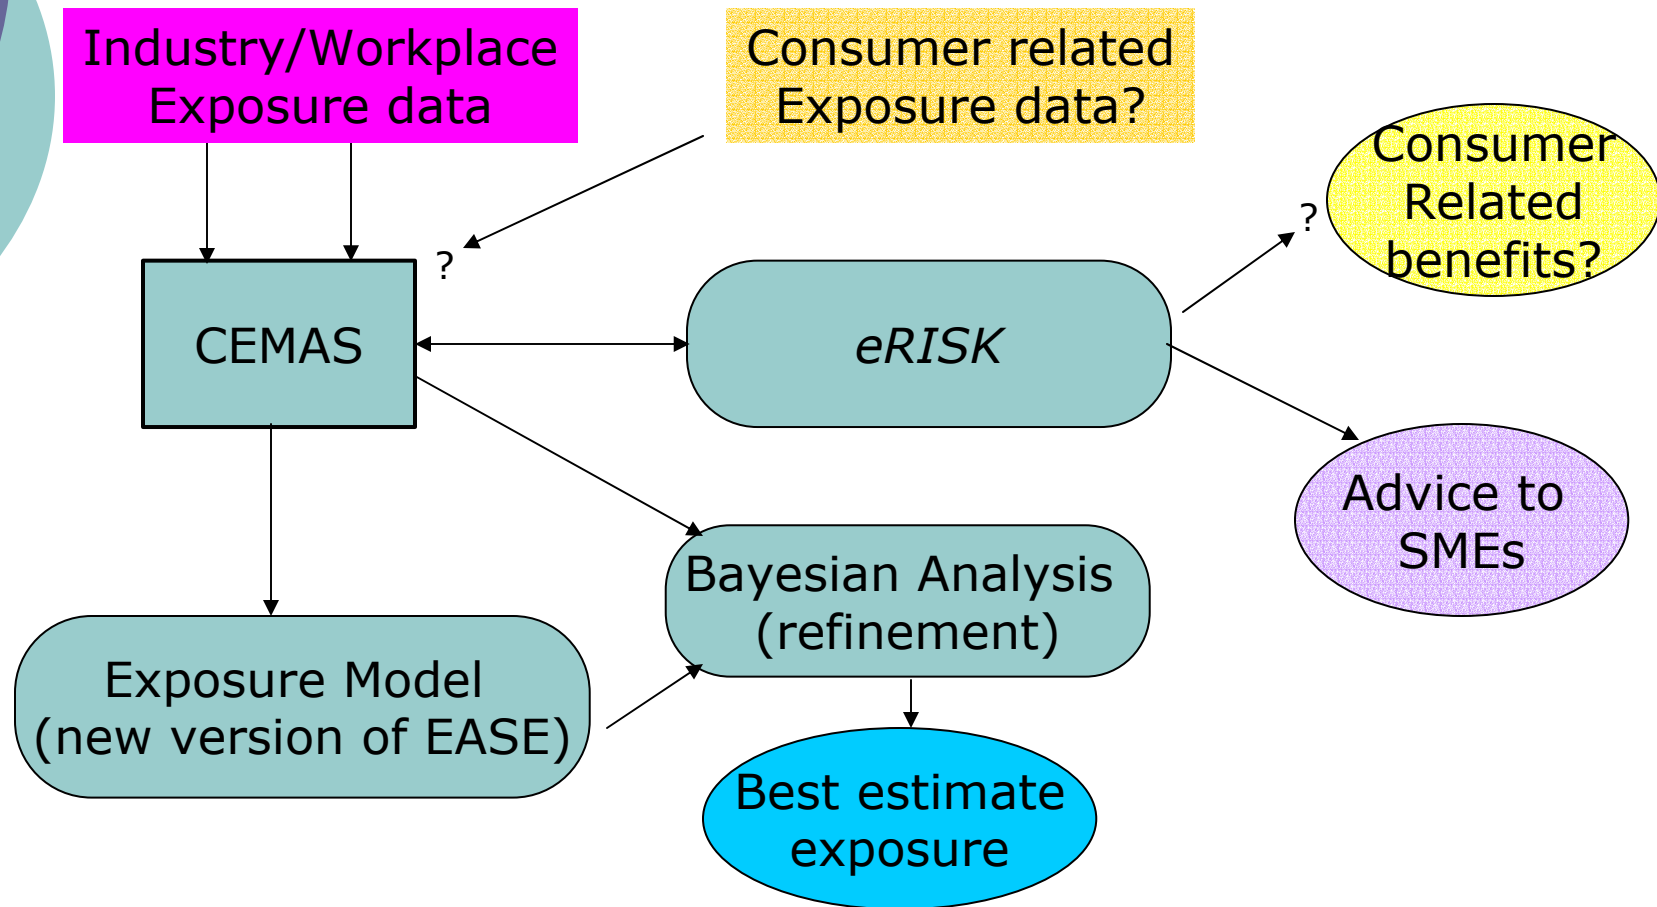 Industry/Workplace
Exposure data
Consumer related
Exposure data?
Consumer
Related
benefits?
?
?
CEMAS
eRISK
Advice to
SMEs
Bayesian Analysis
(refinement)
Exposure Model
(new version of EASE)
Best estimate
exposure